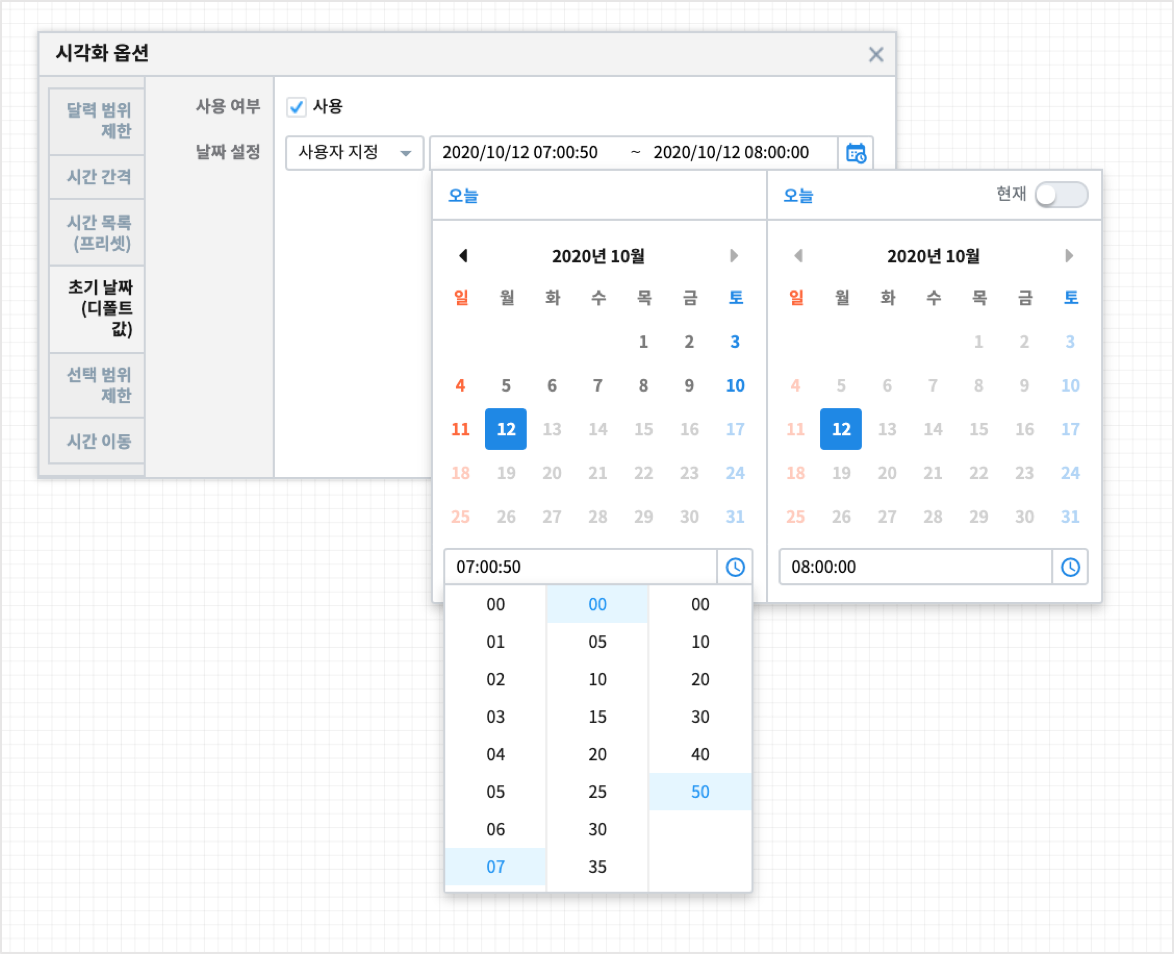 시각화 옵션
달력 범위
제한
시간 간격
시간 목록
(프리셋)
초기 날짜
(디폴트
값)
선택 범위
제한
시간 이동
사용 여부
사용
날짜 설정
사용자 지정
2020/10/12 07:00:50 ~ 2020/10/12 08:00:00
오늘
2020년 10월
일 월 화 수 목 금 토
1 2 3
4 5 6 7 8 9 10
11 12 13 14 15 16 17
18 19 20 21 22 23 24
25 26 27 28 29 30 31
07:00:50
00 00 00
01 05 10
02 10 20
03 15 30
04 20 40
05 25 50
06 30
07 35
오늘 현재
2020년 10월
일 월 화 수 목 금 토
1 2 3
4 5 6 7 8 9 10
11 12 13 14 15 16 17
18 19 20 21 22 23 24
25 26 27 28 29 30 31
08:00:00